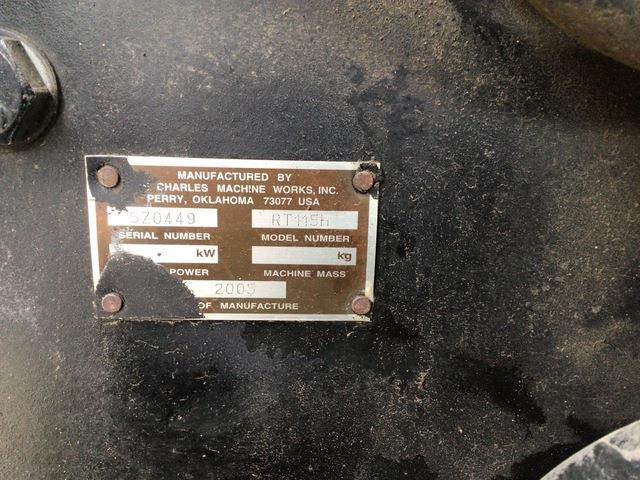 MANUFACTURED BY
CHARLES MACHINE WORKS, INC.
PERRY, OKLAHOMA 73077 USA
5Z0449 RT115H
SERIAL NUMBER MODEL NUMBER
kW kg
POWER MACHINE MASS
2005
OF MANUFACTURE